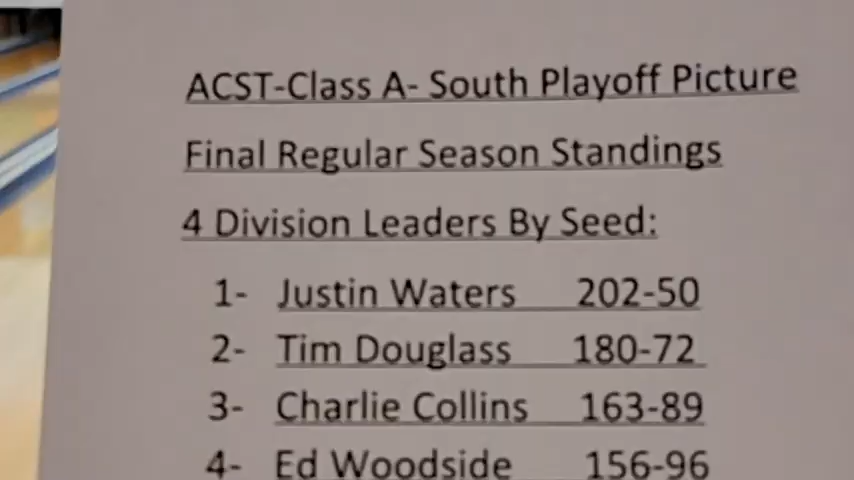 ACST-Class A- South Playoff Picture
Final Regular Season Standings
4 Division Leaders By Seed:
1- Justin Waters 202-50
2- Tim Douglass 180-72
3- Charlie Collins 163-89
4- Ed Woodside 156-96